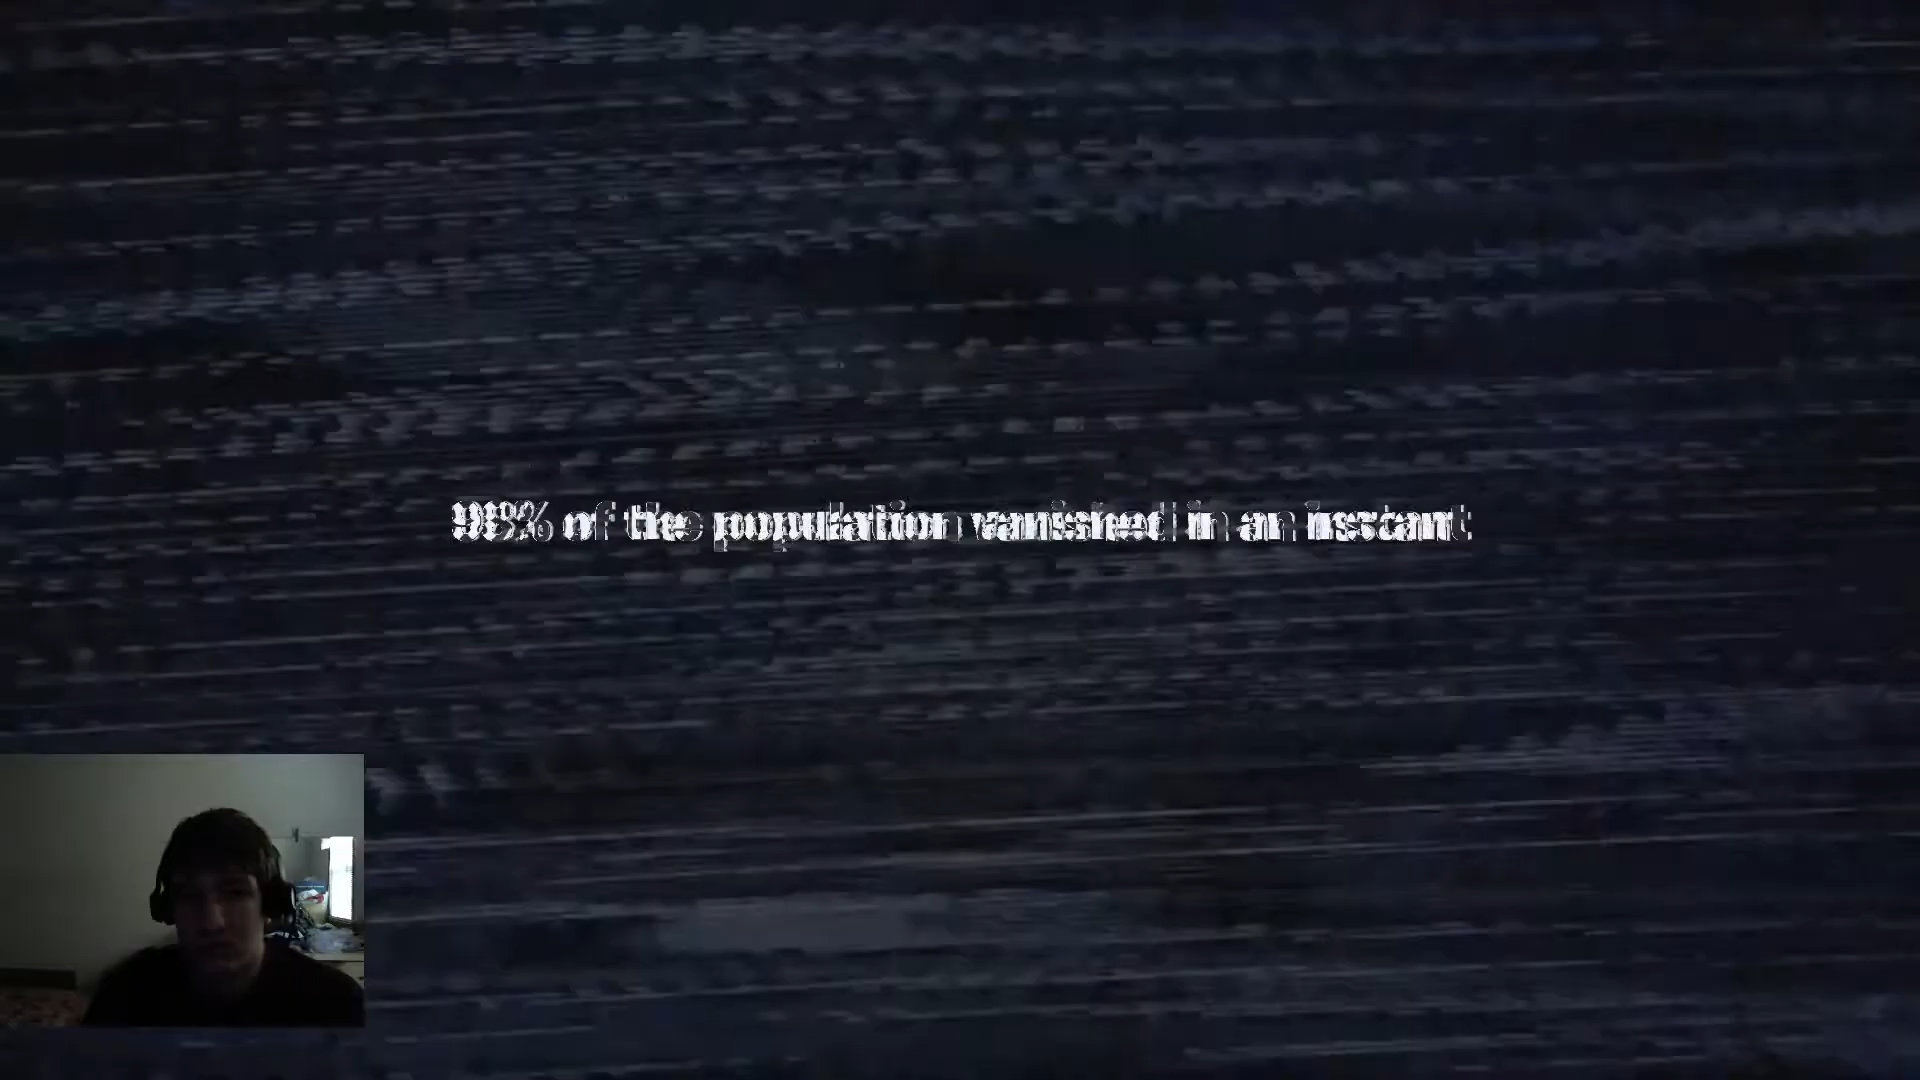 % of the population vanished in an instant